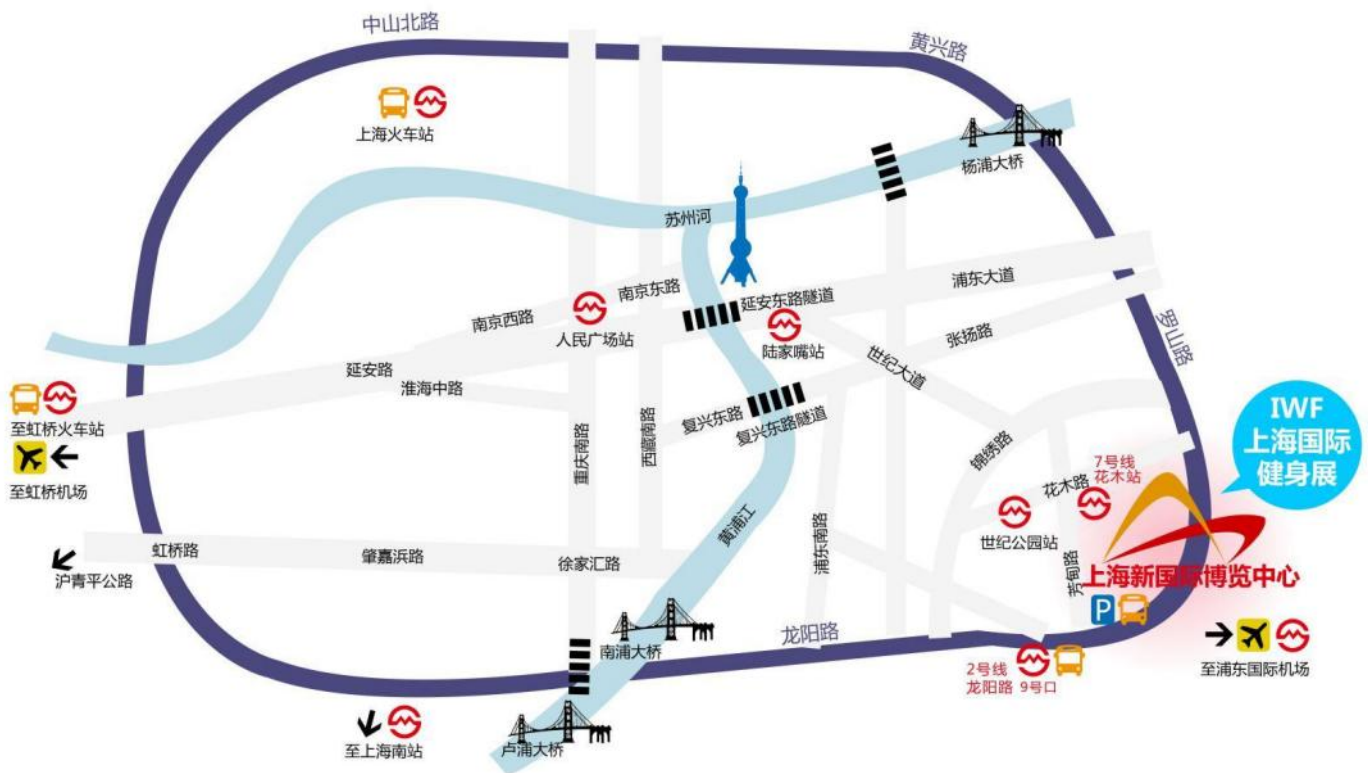 中山北路
黄兴路
上海火车站
杨浦大桥
苏州河
南京东路
延安东路隧道
浦东大道
南京西路
人民广场站
陆家嘴站
张扬路
罗山路
延安路
淮海中路
世纪大道
至虹桥火车站
至虹桥机场
重庆南路
西藏南路
复兴东路
复兴东路隧道
锦绣路
花木路
7号线
花木站
IWF
上海国际
健身展
虹桥路
沪青平公路
肇嘉浜路
徐家汇路
黄浦江
浦东南路
世纪公园站
芳甸路
上海新国际博览中心
P
南浦大桥
龙阳路
2号线
龙阳路 9号口
至浦东国际机场
至上海南站
卢浦大桥